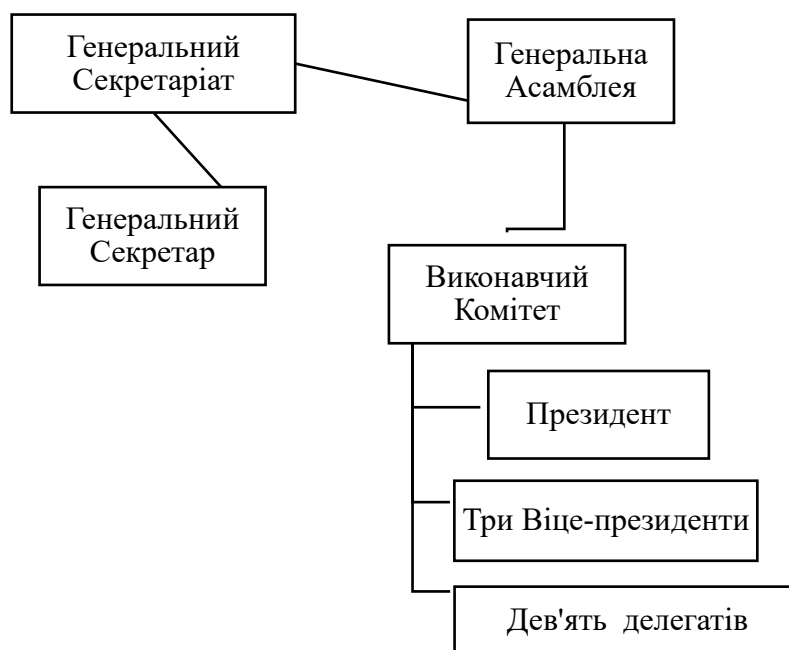 Генеральний
Секретаріат
Генеральна
Асамблея
Генеральний
Секретар
Виконавчий
Комітет
Президент
Три Віце-президенти
Дев'ять делегатів